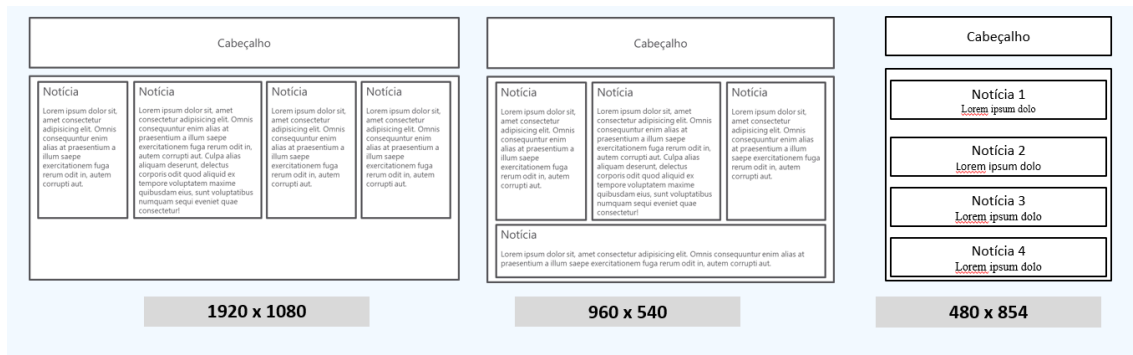 Cabeçalho
Notícia
Lorem ipsum dolor sit,
amet consectetur
adipisicing elit. Omnis
consequuntur enim
alias at praesentium a
illum saepe
exercitationem fuga
rerum odit in, autem
corrupti aut.
Notícia
Lorem ipsum dolor sit, amet
consectetur adipisicing elit. Omnis
consequuntur enim alias at
praesentium a illum saepe
exercitationem fuga rerum odit in,
autem corrupti aut. Culpa alias
aliquam deserunt, delectus
corporis odit quod aliquid ex
tempore voluptatem maxime
quibusdam eius, sunt voluptatibus
numquam sequi eveniet quae
consectetur!
Notícia
Lorem ipsum dolor sit,
amet consectetur
adipisicing elit. Omnis
consequuntur enim
alias at praesentium a
illum saepe
exercitationem fuga
rerum odit in, autem
corrupti aut.
Notícia
Lorem ipsum dolor sit,
amet consectetur
adipisicing elit. Omnis
consequuntur enim
alias at praesentium a
illum saepe
exercitationem fuga
rerum odit in, autem
corrupti aut.
1920 x 1080
Cabeçalho
Notícia
Lorem ipsum dolor sit,
amet consectetur
adipisicing elit. Omnis
consequuntur enim
alias at praesentium a
illum saepe
exercitationem fuga
rerum odit in, autem
corrupti aut.
Notícia
Lorem ipsum dolor sit, amet
consectetur adipisicing elit. Omnis
consequuntur enim alias at
praesentium a illum saepe
exercitationem fuga rerum odit in,
autem corrupti aut. Culpa alias
aliquam deserunt, delectus
corporis odit quod aliquid ex
tempore voluptatem maxime
quibusdam eius, sunt voluptatibus
numquam sequi eveniet quae
consectetur!
Notícia
Lorem ipsum dolor sit,
amet consectetur
adipisicing elit. Omnis
consequuntur enim
alias at praesentium a
illum saepe
exercitationem fuga
rerum odit in, autem
corrupti aut.
Notícia
Lorem ipsum dolor sit, amet consectetur adipisicing elit. Omnis consequuntur enim alias at
praesentium a illum saepe exercitationem fuga rerum odit in, autem corrupti aut.
960 x 540
Cabeçalho
Notícia 1
Lorem ipsum dolo
Notícia 2
Lorem ipsum dolo
Notícia 3
Lorem ipsum dolo
Notícia 4
Lorem ipsum dolo
480 x 854